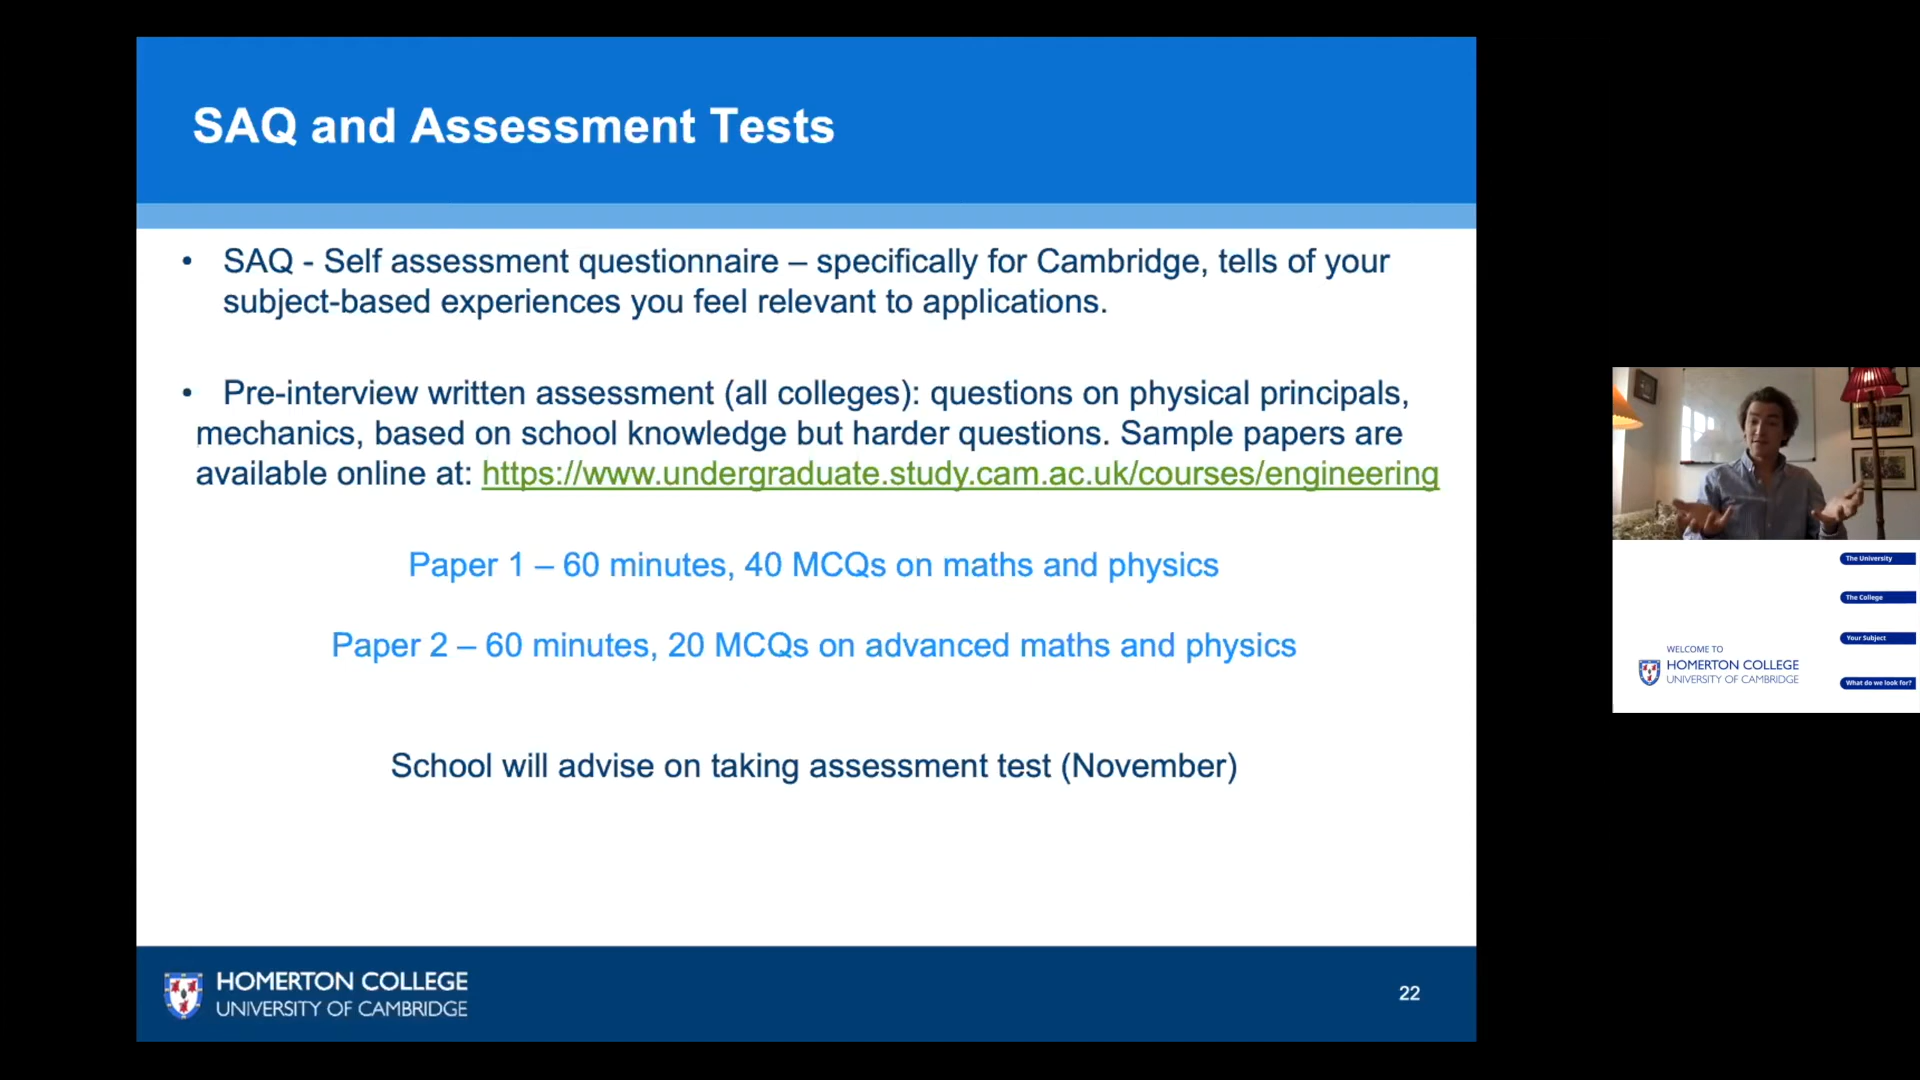 SAQ and Assessment Tests
• SAQ - Self assessment questionnaire – specifically for Cambridge, tells of your
subject-based experiences you feel relevant to applications.
• Pre-interview written assessment (all colleges): questions on physical principals,
mechanics, based on school knowledge but harder questions. Sample papers are
available online at: https://www.undergraduate.study.cam.ac.uk/courses/engineering
Paper 1 – 60 minutes, 40 MCQs on maths and physics
Paper 2 – 60 minutes, 20 MCQs on advanced maths and physics
School will advise on taking assessment test (November)
HOMERTON COLLEGE
UNIVERSITY OF CAMBRIDGE
22
The University
The College
Your Subject
What do we look for?
WELCOME TO
HOMERTON COLLEGE
UNIVERSITY OF CAMBRIDGE